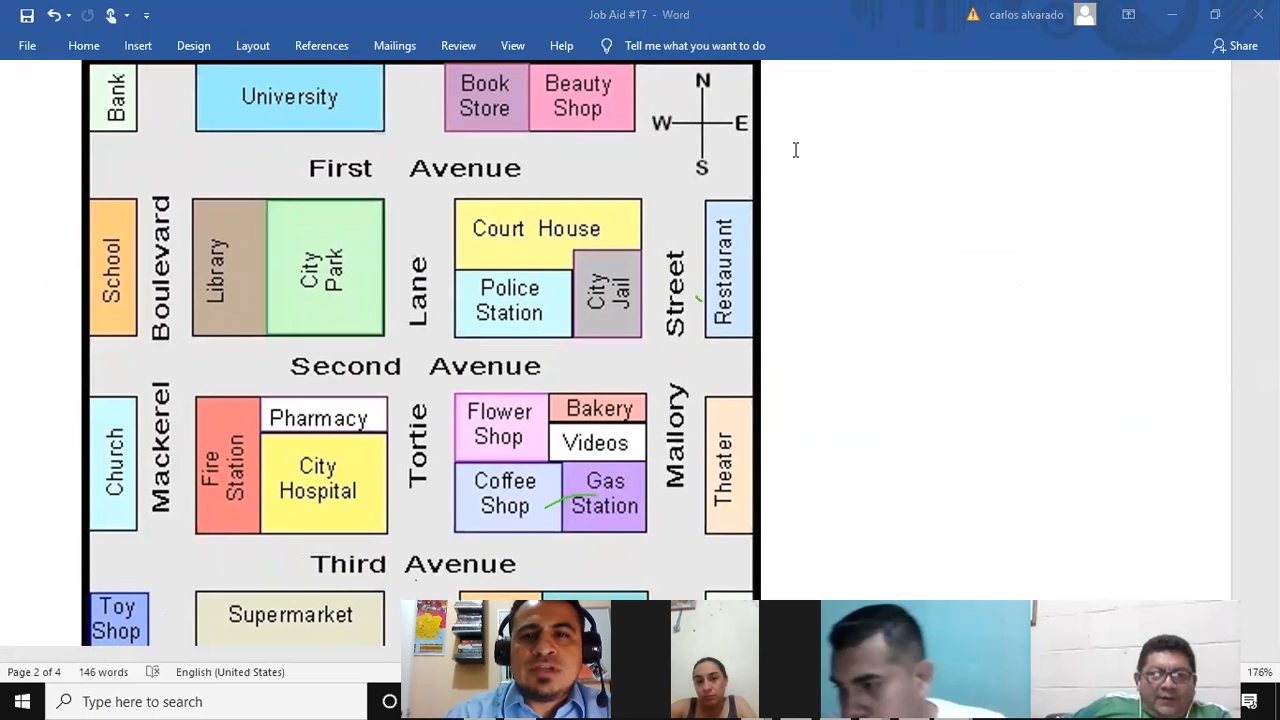 Job Aid #17 - Word
carlos alvarado
File Home Insert Design Layout References Mailings Review View Help Tell me what you want to do Share
Bank
University
Book
Store
Beauty
Shop
N
W E
S
First Avenue
School
Boulevard
Library
City
Park
Lane
Court House
Police
Station
City
Jail
Street
Restaurant
Second Avenue
Church
Mackerel
Fire
Station
Pharmacy
City
Hospital
Tortie
Flower
Shop
Bakery
Videos
Coffee
Shop
Gas
Station
Mallory
Theater
Third Avenue
Toy
Shop
Supermarket
Page 2 of 4 146 words English (United States) 176%
Type here to search